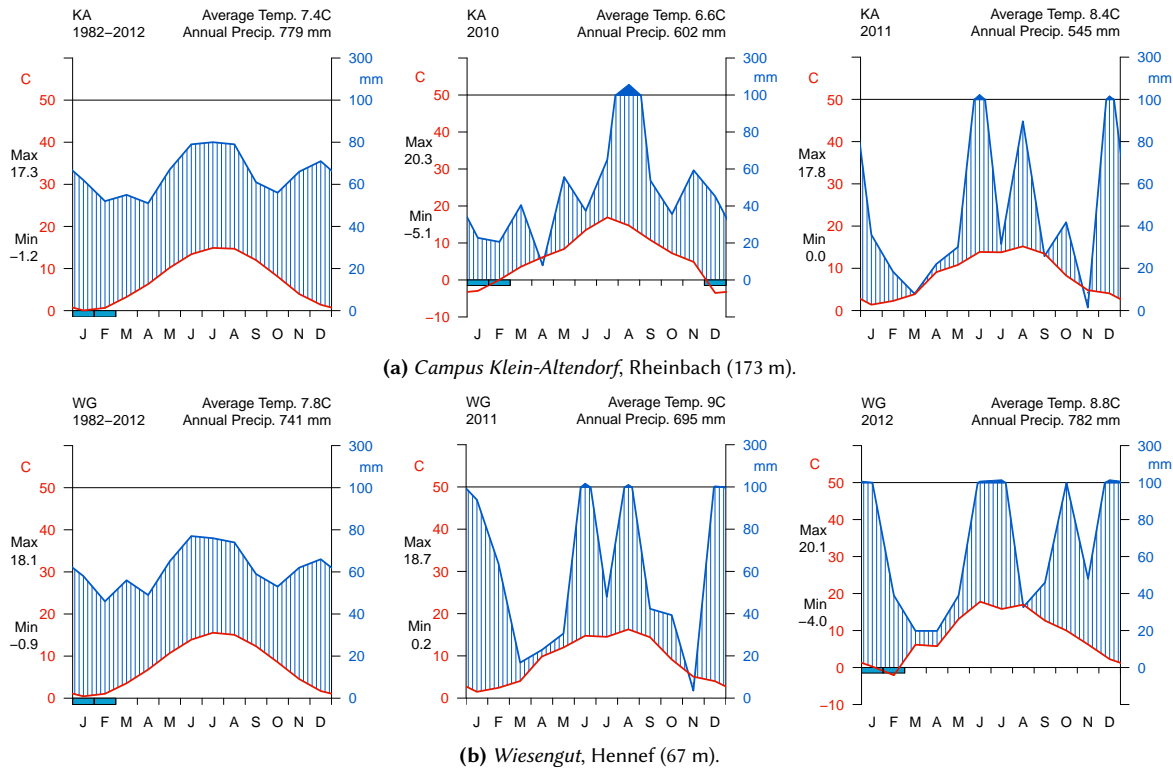 KA
1982−2012
Average Temp. 7.4C
Annual Precip. 779 mm
C
50
40
30
20
10
0
Max
17.3
Min
−1.2
300
mm
100
80
60
40
20
0
J F M A M J J A S O N D
KA
2010
Average Temp. 6.6C
Annual Precip. 602 mm
C
50
40
30
20
10
0
−10
Max
20.3
Min
−5.1
300
mm
100
80
60
40
20
0
J F M A M J J A S O N D
KA
2011
Average Temp. 8.4C
Annual Precip. 545 mm
C
50
40
30
20
10
0
Max
17.8
Min
0.0
300
mm
100
80
60
40
20
0
J F M A M J J A S O N D
(a) Campus Klein-Altendorf, Rheinbach (173 m).
WG
1982−2012
Average Temp. 7.8C
Annual Precip. 741 mm
C
50
40
30
20
10
0
Max
18.1
Min
−0.9
300
mm
100
80
60
40
20
0
J F M A M J J A S O N D
WG
2011
Average Temp. 9C
Annual Precip. 695 mm
C
50
40
30
20
10
0
Max
18.7
Min
0.2
300
mm
100
80
60
40
20
0
J F M A M J J A S O N D
WG
2012
Average Temp. 8.8C
Annual Precip. 782 mm
C
50
40
30
20
10
0
−10
Max
20.1
Min
−4.0
300
mm
100
80
60
40
20
0
J F M A M J J A S O N D
(b) Wiesengut, Hennef (67 m).